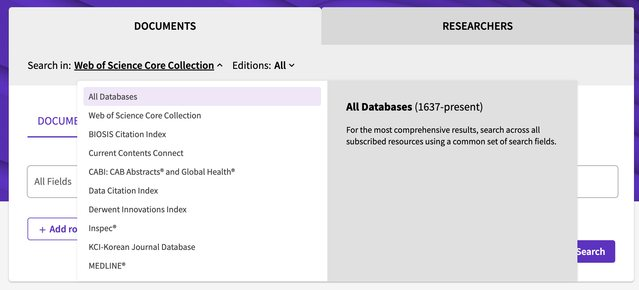 DOCUMENTS
RESEARCHERS
Search in: Web of Science Core Collection Editions: All
All Databases
Web of Science Core Collection
BIOSIS Citation Index
Current Contents Connect
CABI: CAB Abstracts® and Global Health®
Data Citation Index
Derwent Innovations Index
Inspec®
KCI-Korean Journal Database
MEDLINE®
All Databases (1637-present)
For the most comprehensive results, search across all
subscribed resources using a common set of search fields.
DOCUME
All Fields
+ Add ro
Search